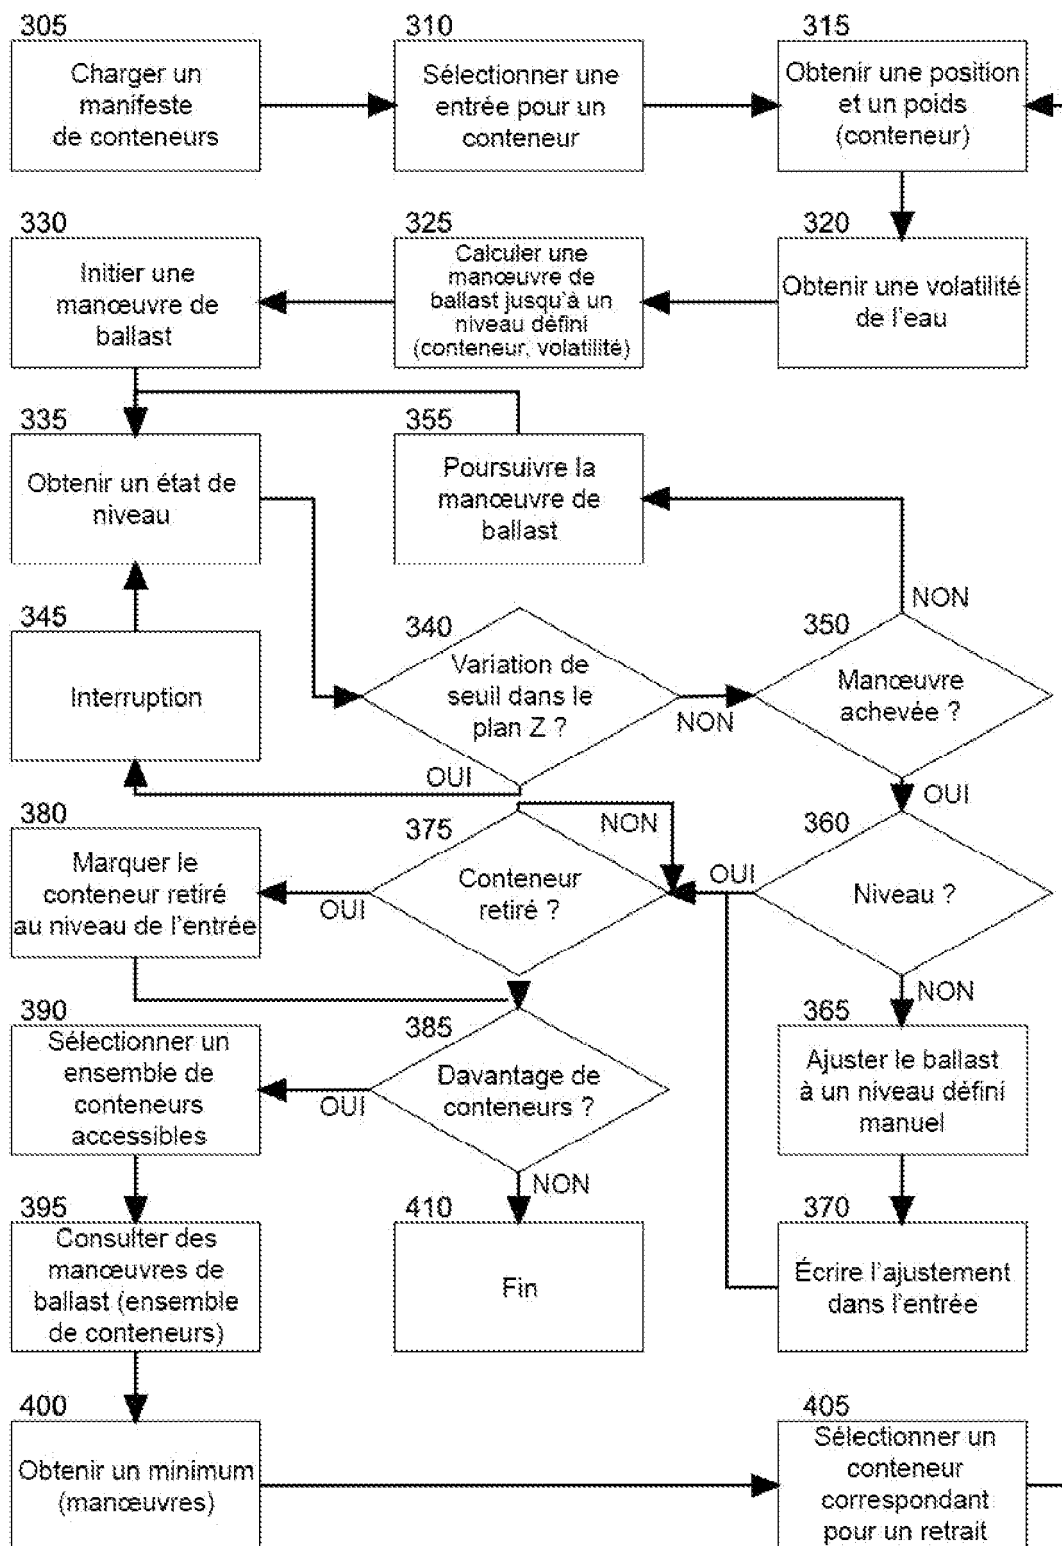 305
Charger un
manifeste
de conteneurs
310
Sélectionner une
entrée pour un
conteneur
315
Obtenir une position
et un poids
(conteneur)
330
Initier une
manœuvre de
ballast
325
Calculer une
manœuvre de
ballast jusqu'à un
niveau défini
(conteneur, volatilité)
320
Obtenir une volatilité
de l'eau
335
Obtenir un état de
niveau
355
Poursuivre la
manœuvre de
ballast
345
Interruption
340
Variation de
seuil dans le
plan Z ?
NON
OUI
350
Manœuvre
achevée ?
NON
OUI
380
Marquer le
conteneur retiré
au niveau de l'entrée
375
Conteneur
retiré ?
NON
OUI
360
Niveau ?
OUI
NON
390
Sélectionner un
ensemble de
conteneurs
accessibles
385
Davantage de
conteneurs ?
OUI
NON
365
Ajuster le ballast
à un niveau défini
manuel
395
Consulter des
manœuvres de
ballast (ensemble
de conteneurs)
410
Fin
370
Écrire l'ajustement
dans l'entrée
400
Obtenir un minimum
(manœuvres)
405
Sélectionner un
conteneur
correspondant
pour un retrait